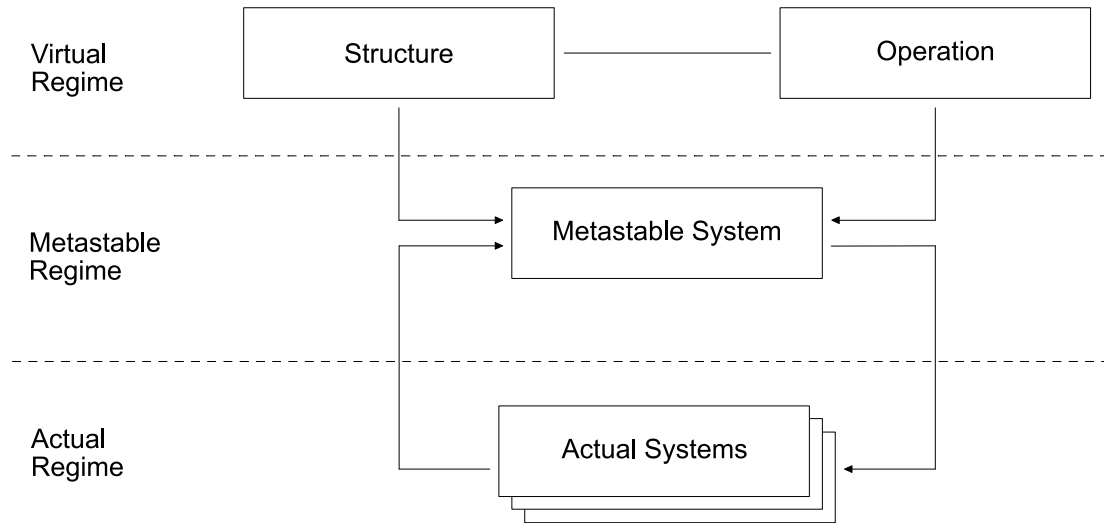 Virtual
Regime
Structure
Operation
Metastable
Regime
Metastable System
Actual
Regime
Actual Systems